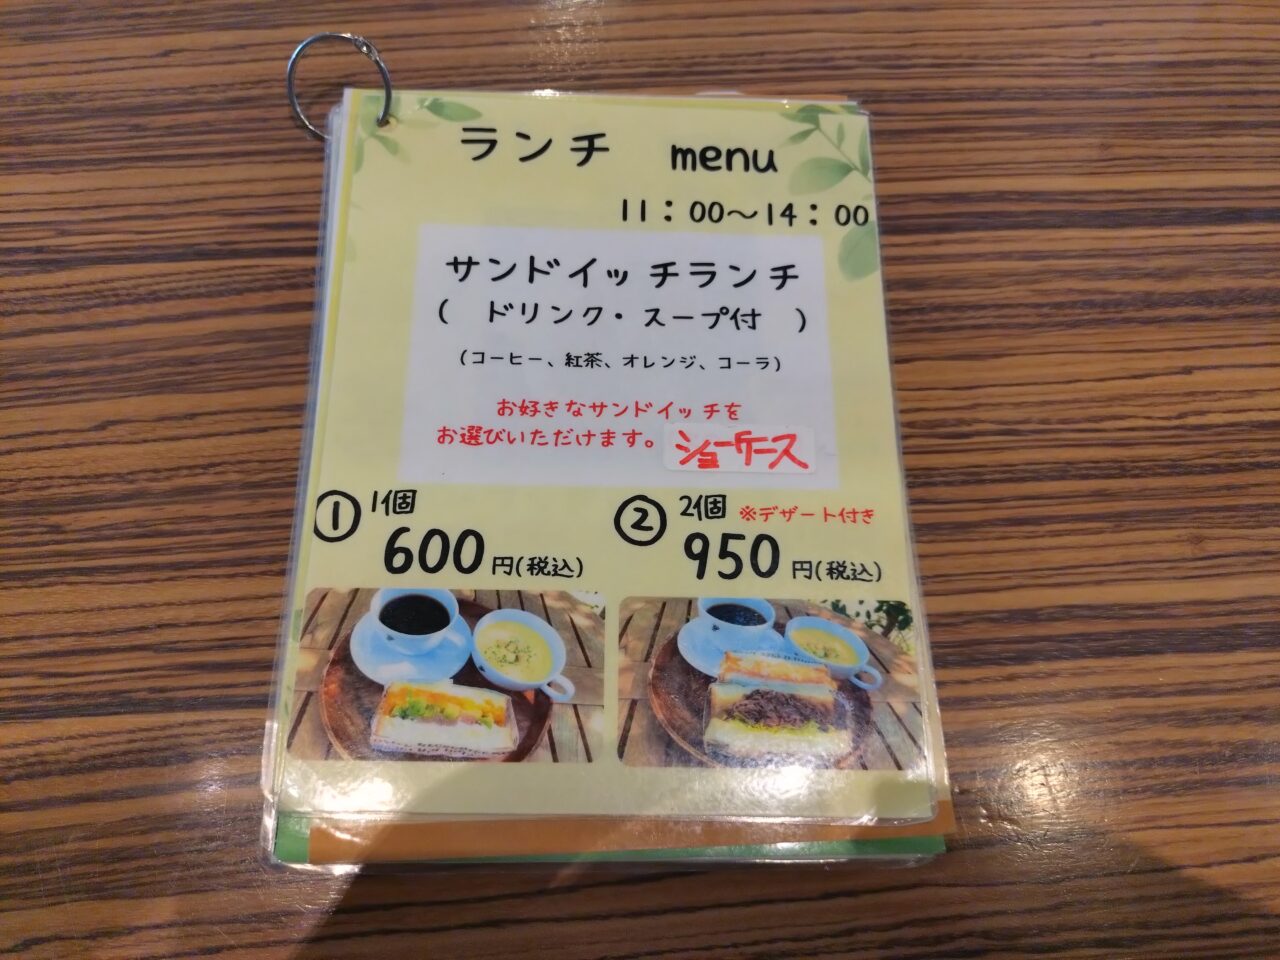 ランチ menu
11：00～14：00
サンドイッチランチ
（ ドリンク・スープ付 ）
（コーヒー、紅茶、オレンジ、コーラ）
お好きなサンドイッチを
お選びいただけます。 ショーケース
① 1個
600円（税込）
② 2個 ※デザート付き
950円（税込）